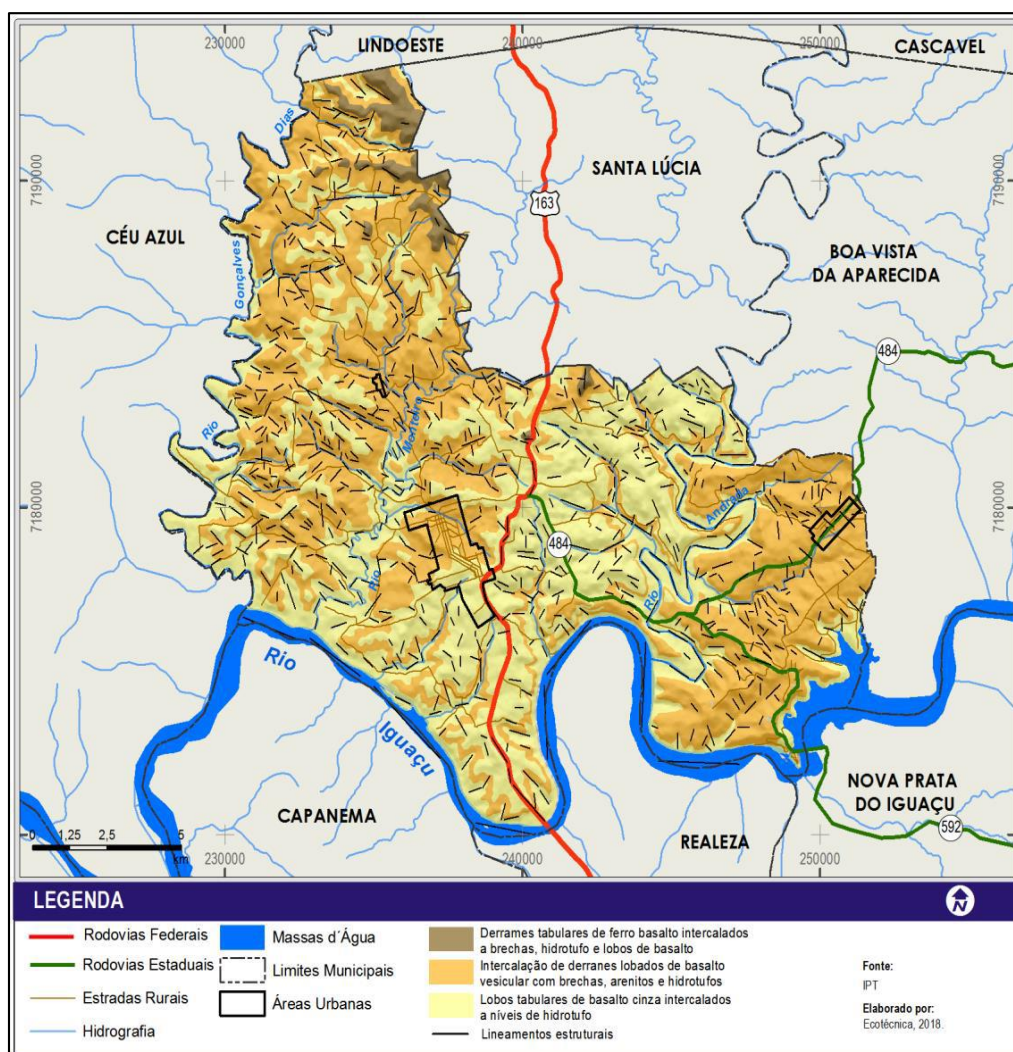 230000
240000
250000
LINDOESTE
CASCAVEL
Dias
7190000
7190000
SANTA LÚCIA
163
CÉU AZUL
BOA VISTA
DA APARECIDA
Gonçalves
484
Monteiro
Rio
Andrada
7180000
7180000
484
Rio
Rio
Rio
Iguaçu
CAPANEMA
NOVA PRATA
DO IGUAÇU
592
REALEZA
0 1,25 2,5 5
km
230000
240000
250000
LEGENDA
N
Rodovias Federais
Rodovias Estaduais
Estradas Rurais
Hidrografia
Massas d´Água
Limites Municipais
Áreas Urbanas
Derrames tabulares de ferro basalto intercalados
a brechas, hidrotufo e lobos de basalto
Intercalação de derranes lobados de basalto
vesicular com brechas, arenitos e hidrotufos
Lobos tabulares de basalto cinza intercalados
a níveis de hidrotufo
Lineamentos estruturais
Fonte:
IPT
Elaborado por:
Ecotécnica, 2018.